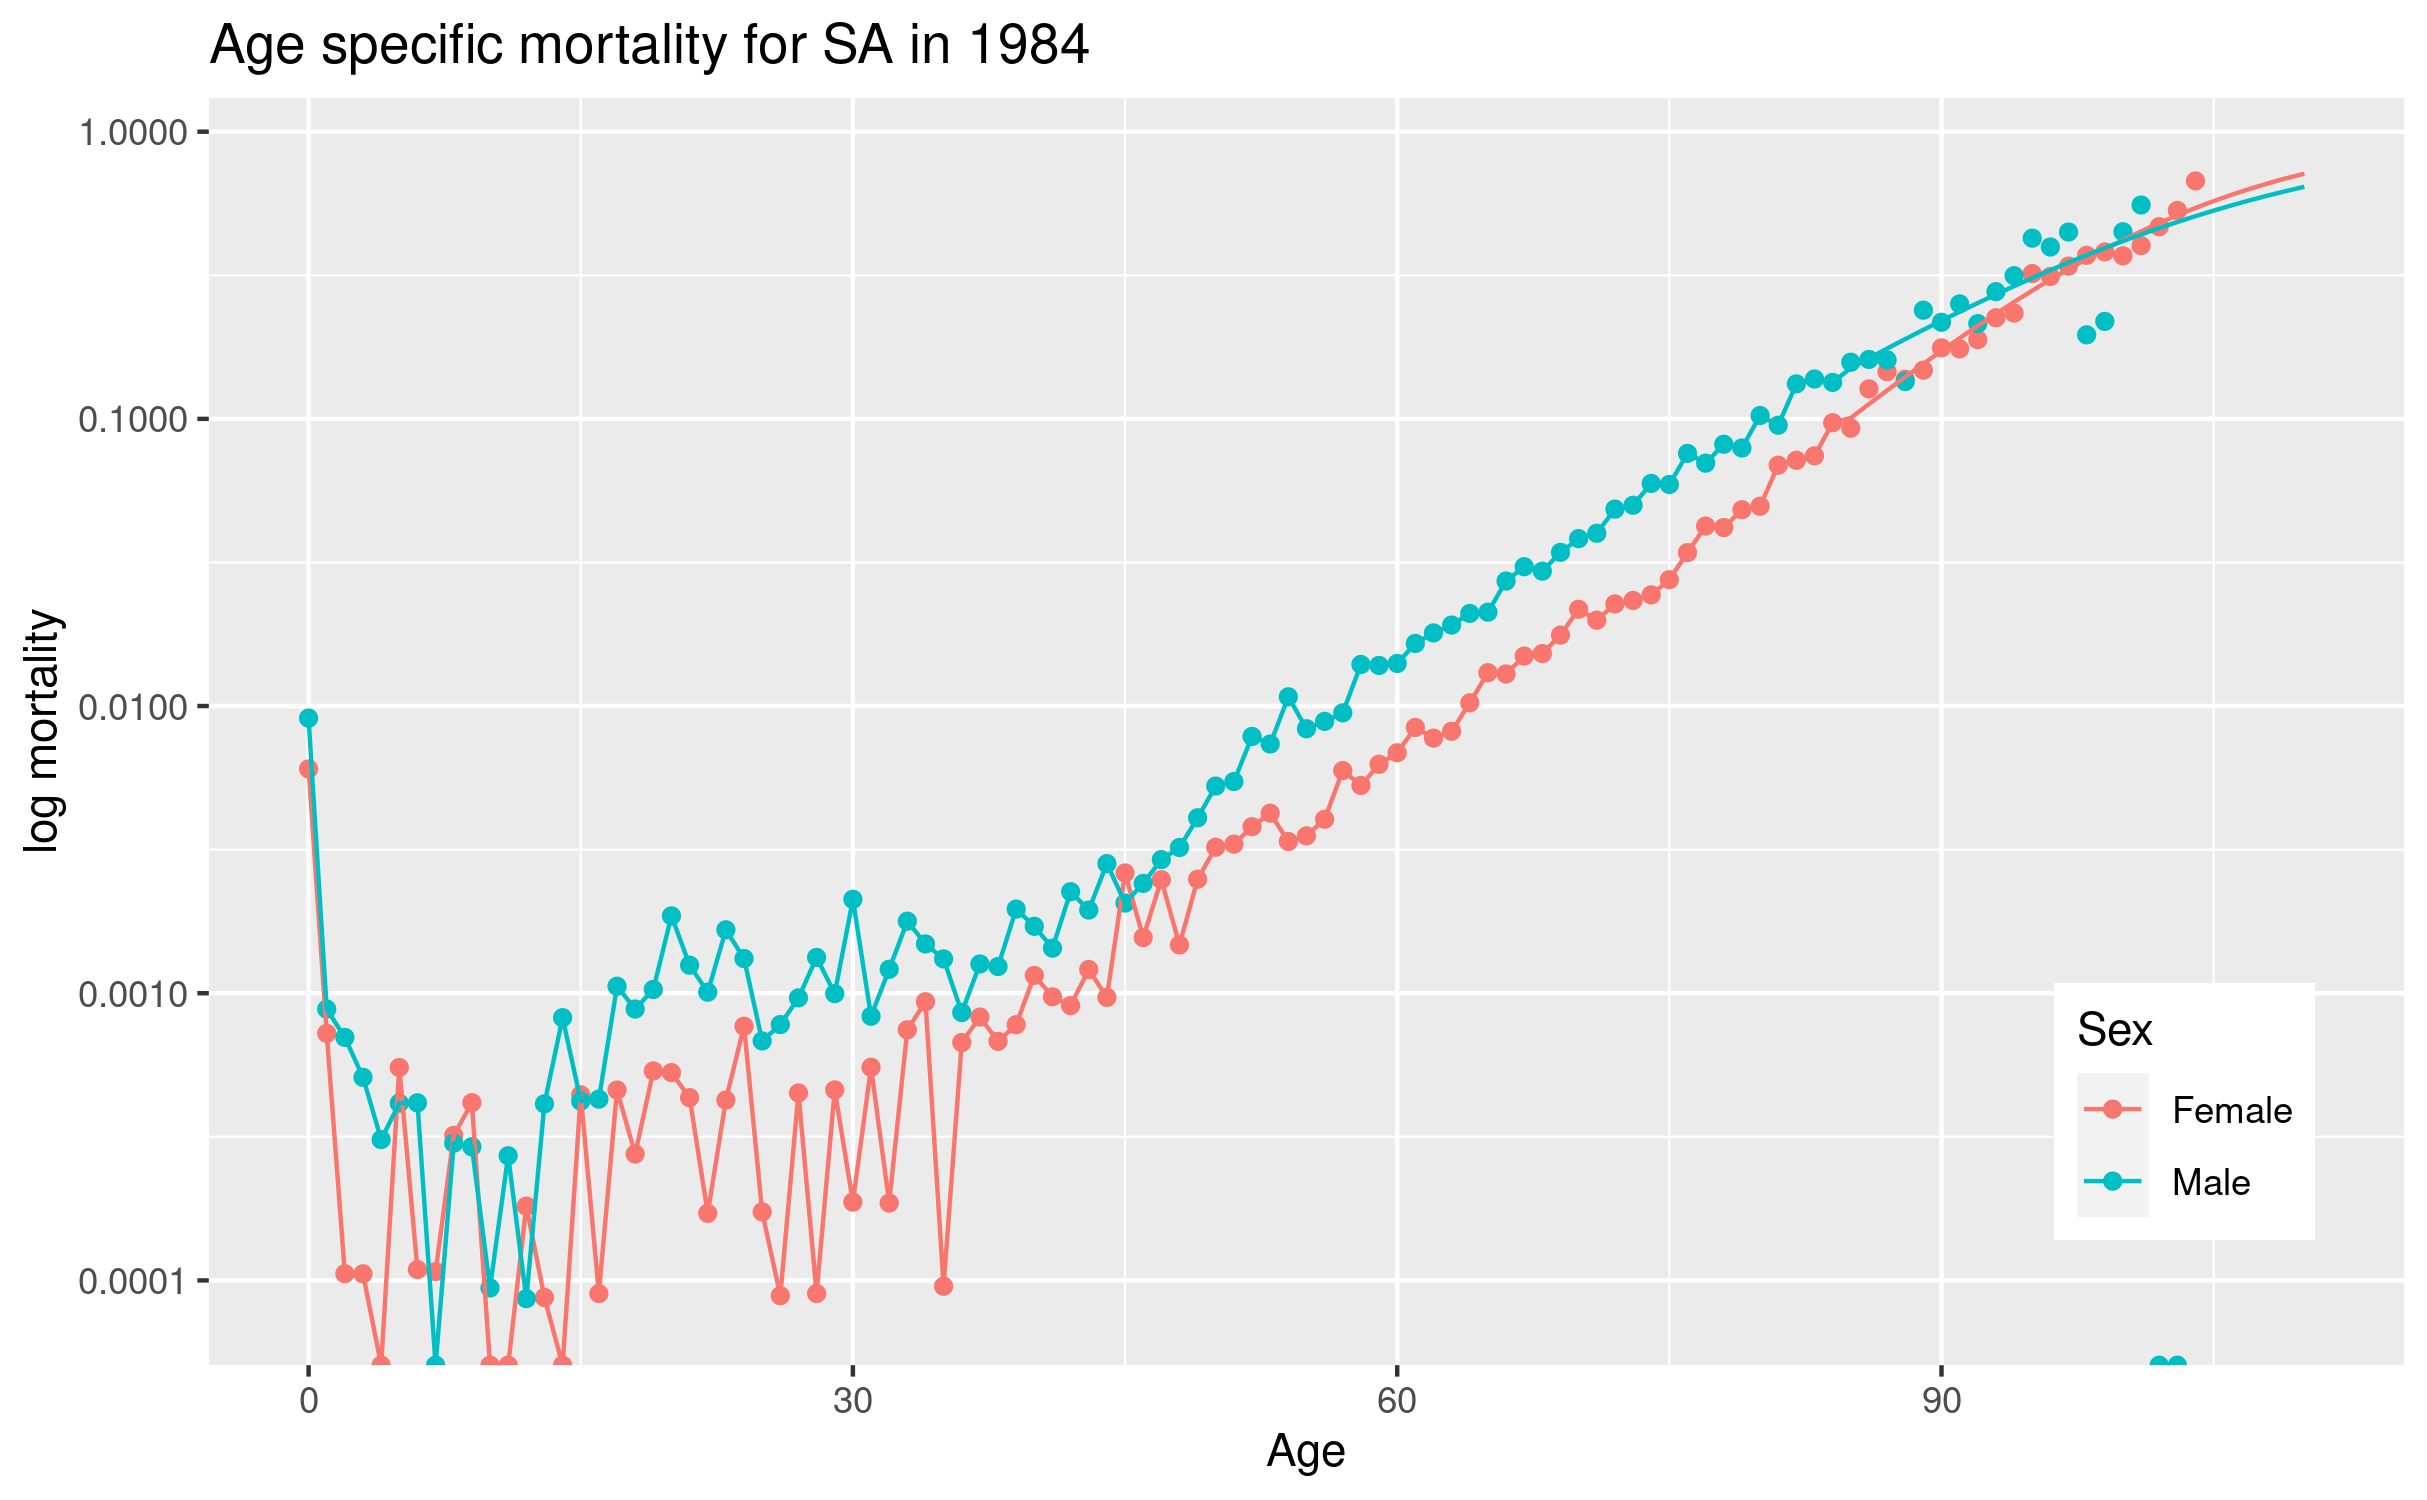 Age specific mortality for SA in 1984
log mortality
1.0000
0.1000
0.0100
0.0010
0.0001
0 30 60 90
Age
Sex
Female
Male